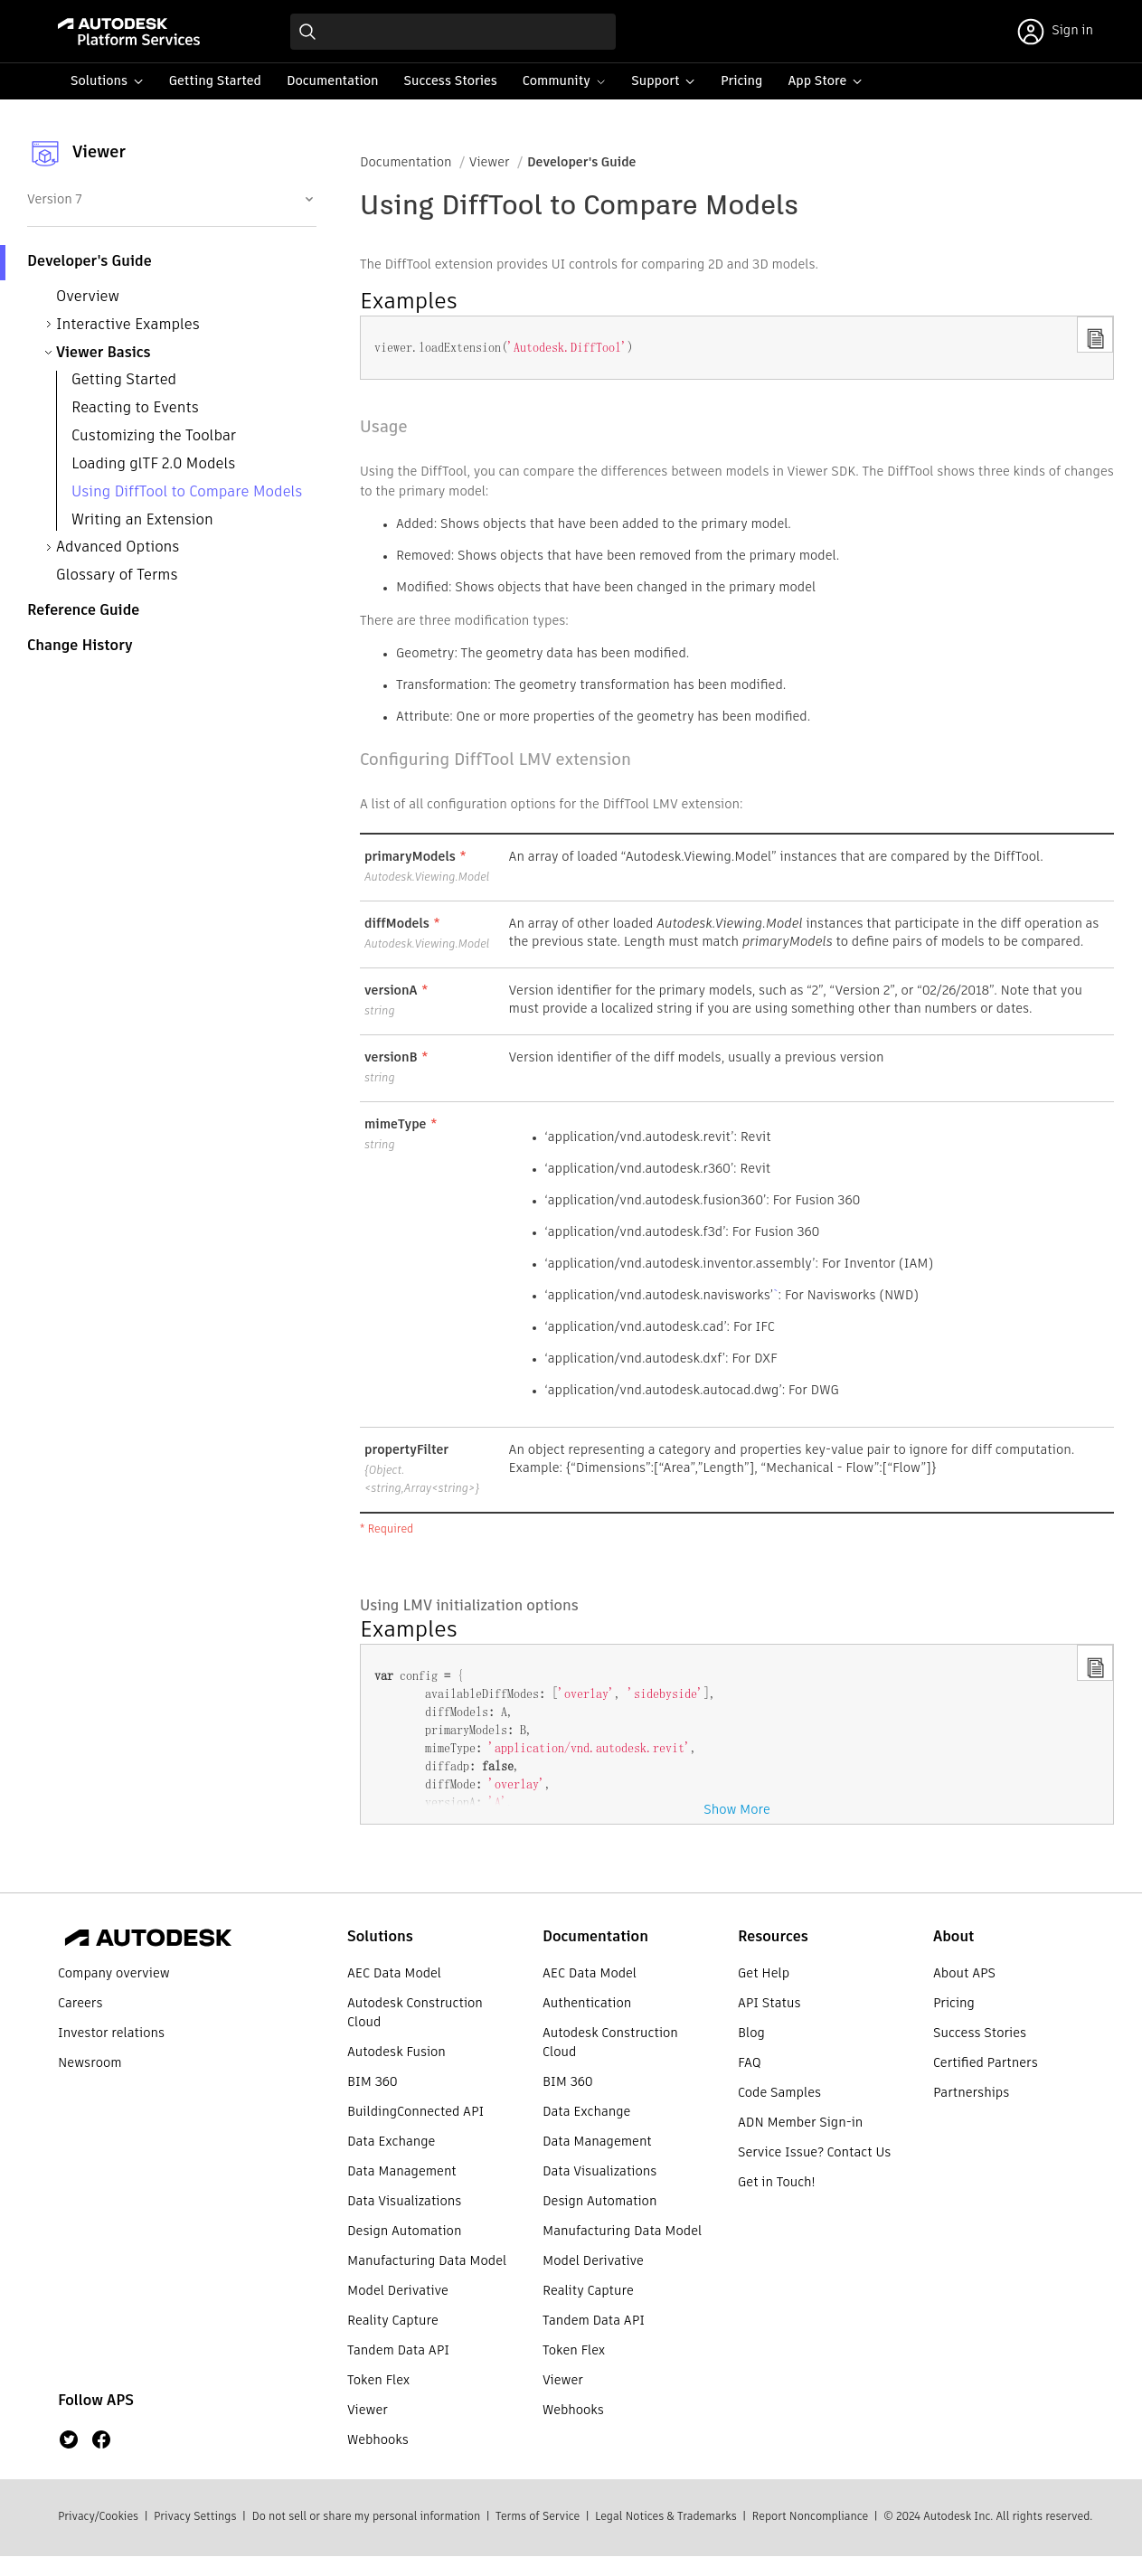 AUTODESK
Platform Services
Sign in
Solutions
Getting Started
Documentation
Success Stories
Community
Support
Pricing
App Store
Viewer
Version 7
Developer's Guide
Overview
Interactive Examples
Viewer Basics
Getting Started
Reacting to Events
Customizing the Toolbar
Loading glTF 2.0 Models
Using DiffTool to Compare Models
Writing an Extension
Advanced Options
Glossary of Terms
Reference Guide
Change History
Documentation / Viewer / Developer's Guide
Using DiffTool to Compare Models
The DiffTool extension provides UI controls for comparing 2D and 3D models.
Examples
viewer.loadExtension('Autodesk.DiffTool')
Usage
Using the DiffTool, you can compare the differences between models in Viewer SDK. The DiffTool shows three kinds of changes
to the primary model:
• Added: Shows objects that have been added to the primary model.
• Removed: Shows objects that have been removed from the primary model.
• Modified: Shows objects that have been changed in the primary model
There are three modification types:
• Geometry: The geometry data has been modified.
• Transformation: The geometry transformation has been modified.
• Attribute: One or more properties of the geometry has been modified.
Configuring DiffTool LMV extension
A list of all configuration options for the DiffTool LMV extension:
primaryModels *
Autodesk.Viewing.Model
An array of loaded “Autodesk.Viewing.Model” instances that are compared by the DiffTool.
diffModels *
Autodesk.Viewing.Model
An array of other loaded Autodesk.Viewing.Model instances that participate in the diff operation as
the previous state. Length must match primaryModels to define pairs of models to be compared.
versionA *
string
Version identifier for the primary models, such as “2”, “Version 2”, or “02/26/2018”. Note that you
must provide a localized string if you are using something other than numbers or dates.
versionB *
string
Version identifier of the diff models, usually a previous version
mimeType *
string
• ‘application/vnd.autodesk.revit’: Revit
• ‘application/vnd.autodesk.r360’: Revit
• ‘application/vnd.autodesk.fusion360’: For Fusion 360
• ‘application/vnd.autodesk.f3d’: For Fusion 360
• ‘application/vnd.autodesk.inventor.assembly’: For Inventor (IAM)
• ‘application/vnd.autodesk.navisworks’`: For Navisworks (NWD)
• ‘application/vnd.autodesk.cad’: For IFC
• ‘application/vnd.autodesk.dxf’: For DXF
• ‘application/vnd.autodesk.autocad.dwg’: For DWG
propertyFilter
{Object.
<string,Array<string>}
An object representing a category and properties key-value pair to ignore for diff computation.
Example: {“Dimensions”:[“Area”,”Length”], “Mechanical - Flow”:[“Flow”]}
* Required
Using LMV initialization options
Examples
var config = {
availableDiffModes: ['overlay', 'sidebyside'],
diffModels: A,
primaryModels: B,
mimeType: 'application/vnd.autodesk.revit',
diffadp: false,
diffMode: 'overlay',
versionA: 'A'
Show More
AUTODESK
Company overview
Careers
Investor relations
Newsroom
Follow APS
Solutions
AEC Data Model
Autodesk Construction
Cloud
Autodesk Fusion
BIM 360
BuildingConnected API
Data Exchange
Data Management
Data Visualizations
Design Automation
Manufacturing Data Model
Model Derivative
Reality Capture
Tandem Data API
Token Flex
Viewer
Webhooks
Documentation
AEC Data Model
Authentication
Autodesk Construction
Cloud
BIM 360
Data Exchange
Data Management
Data Visualizations
Design Automation
Manufacturing Data Model
Model Derivative
Reality Capture
Tandem Data API
Token Flex
Viewer
Webhooks
Resources
Get Help
API Status
Blog
FAQ
Code Samples
ADN Member Sign-in
Service Issue? Contact Us
Get in Touch!
About
About APS
Pricing
Success Stories
Certified Partners
Partnerships
Privacy/Cookies | Privacy Settings | Do not sell or share my personal information | Terms of Service | Legal Notices & Trademarks | Report Noncompliance | © 2024 Autodesk Inc. All rights reserved.